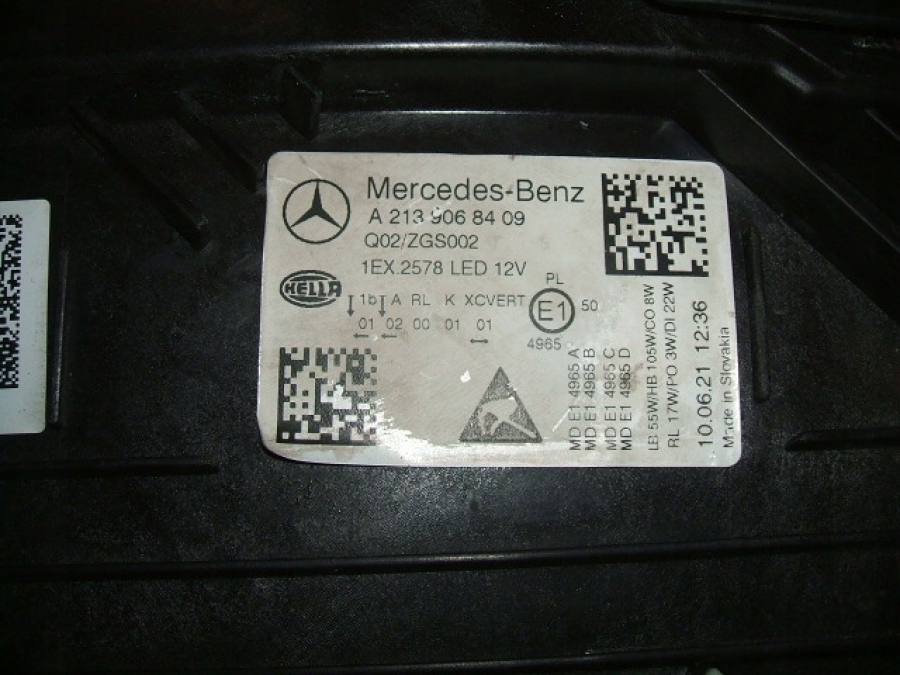 Mercedes-Benz
A 213 906 84 09
Q02/ZGS002
1EX.2578 LED 12V
HELLA
1b A RL K XCVERT
01 02 00 01 01
PL
E1
50
4965
MD E1 4965 A
MD E1 4965 B
MD E1 4965 C
MD E1 4965 D
LB 55W/HB 105W/CO 8W
RL 17W/PO 3W/DI 22W
10.06.21 12:36
Made in Slovakia